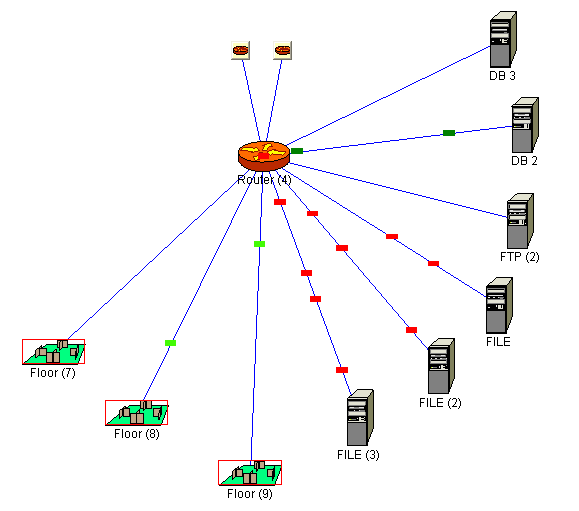 DB 3
DB 2
Router (4)
FTP (2)
FILE
Floor (7)
FILE (2)
Floor (8)
FILE (3)
Floor (9)